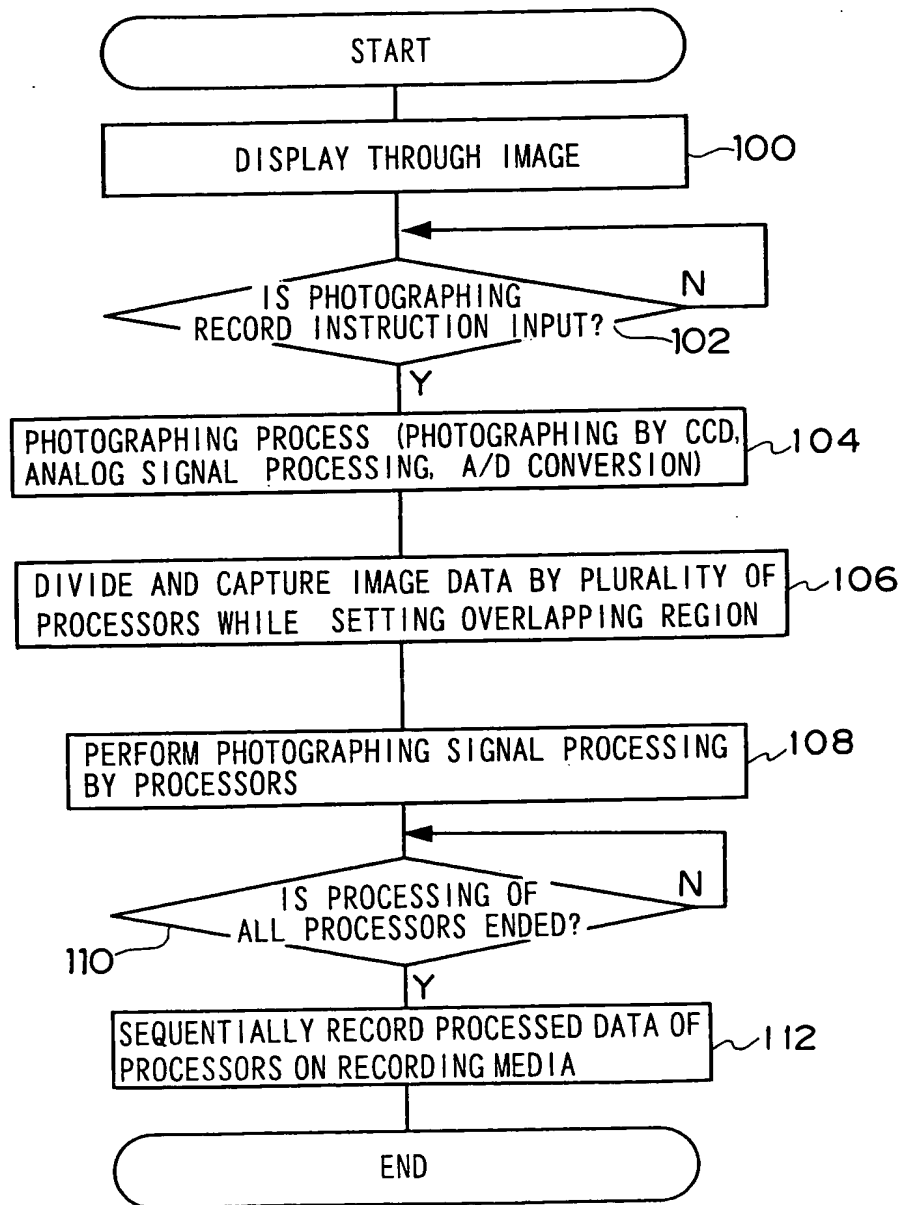 START
DISPLAY THROUGH IMAGE
100
IS PHOTOGRAPHING
N
RECORD INSTRUCTION INPUT?
102
Y
PHOTOGRAPHING PROCESS (PHOTOGRAPHING BY CCD,
ANALOG SIGNAL PROCESSING, A/D CONVERSION)
104
DIVIDE AND CAPTURE IMAGE DATA BY PLURALITY OF
PROCESSORS WHILE SETTING OVERLAPPING REGION
106
PERFORM PHOTOGRAPHING SIGNAL PROCESSING
BY PROCESSORS
108
IS PROCESSING OF
N
ALL PROCESSORS ENDED?
110
Y
SEQUENTIALLY RECORD PROCESSED DATA OF
PROCESSORS ON RECORDING MEDIA
112
END